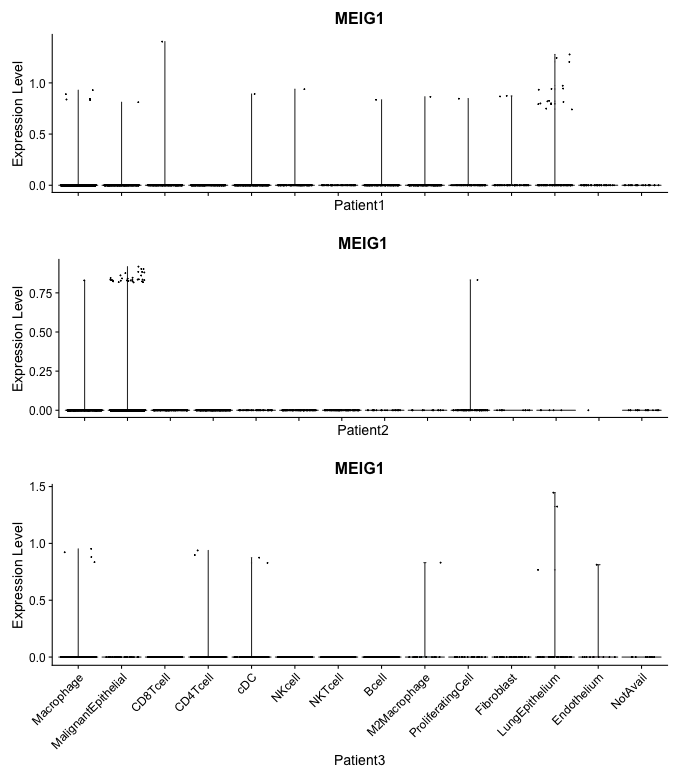 MEIG1
Expression Level
1.0
0.5
0.0
Patient1
MEIG1
Expression Level
0.75
0.50
0.25
0.00
Patient2
MEIG1
Expression Level
1.5
1.0
0.5
0.0
Macrophage
MalignantEpithelial
CD8Tcell
CD4Tcell
cDC
NKcell
NKTcell
Bcell
M2Macrophage
ProliferatingCell
Fibroblast
LungEpithelium
Endothelium
NotAvail
Patient3